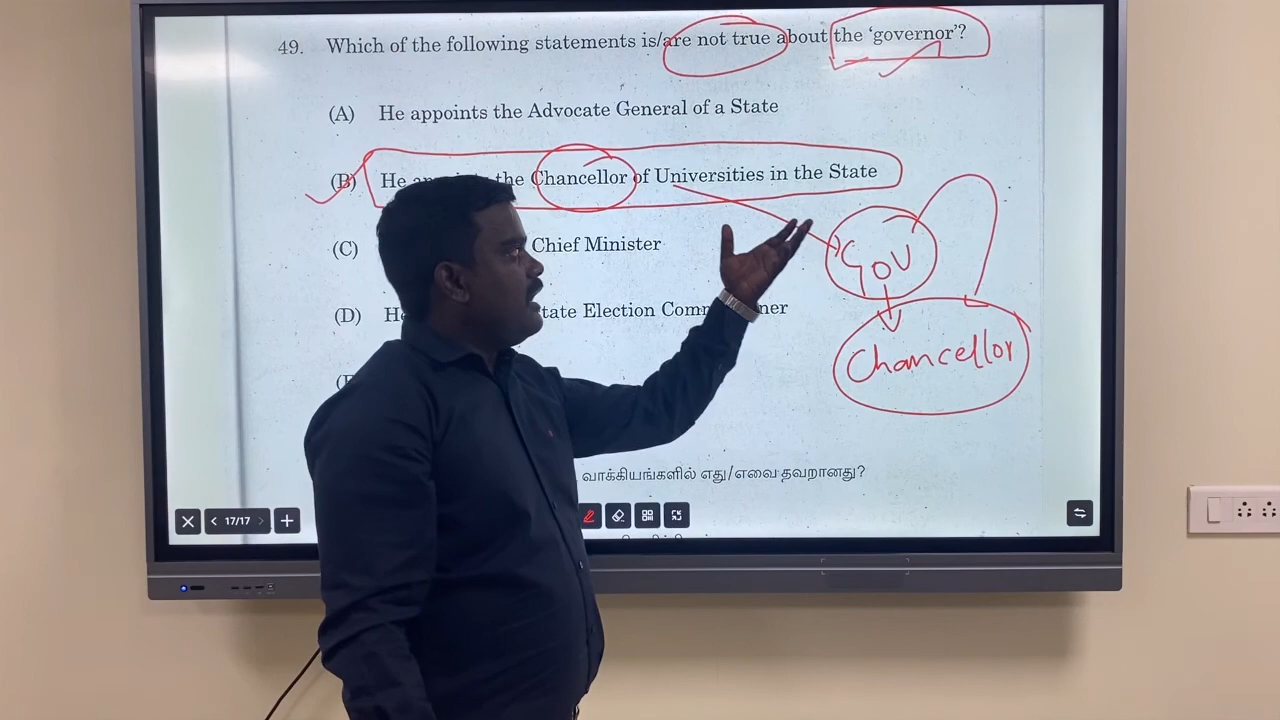 49. Which of the following statements is/are not true about the 'governor'?
(A) He appoints the Advocate General of a State
(B) He the Chancellor of Universities in the State
GOV
(C) Chief Minister
(D) State Election
Chancellor
வாக்கியங்களில் எது/எவை தவறானது?
17/17